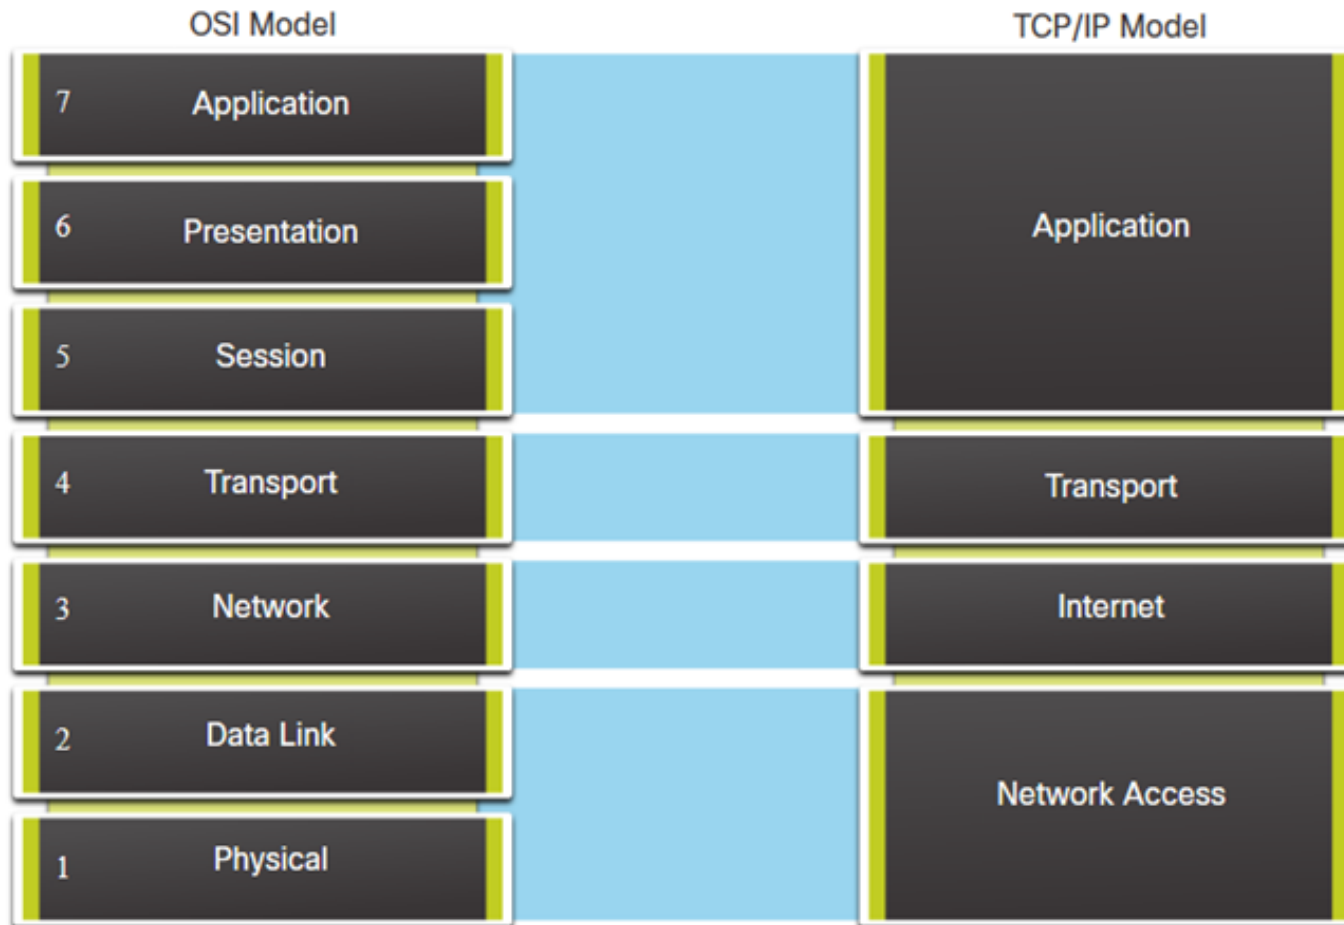 OSI Model
TCP/IP Model
7 Application
6 Presentation
5 Session
4 Transport
3 Network
2 Data Link
1 Physical
Application
Transport
Internet
Network Access